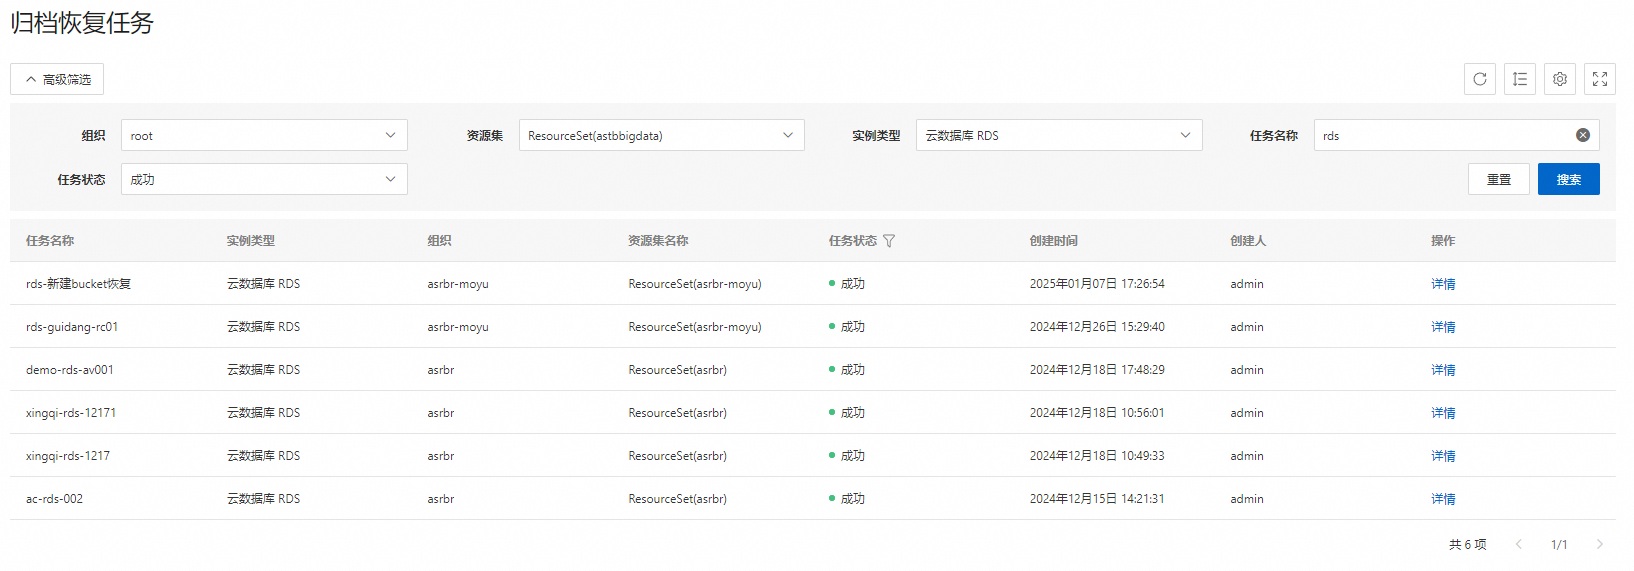 归档恢复任务
高级筛选
组织 root 资源集 ResourceSet(astbbigdata) 实例类型 云数据库 RDS 任务名称 rds
任务状态 成功 重置 搜索
任务名称 实例类型 组织 资源集名称 任务状态 创建时间 创建人 操作
rds-新建bucket恢复 云数据库 RDS asrbr-moyu ResourceSet(asrbr-moyu) 成功 2025年01月07日 17:26:54 admin 详情
rds-guidang-rc01 云数据库 RDS asrbr-moyu ResourceSet(asrbr-moyu) 成功 2024年12月26日 15:29:40 admin 详情
demo-rds-av001 云数据库 RDS asrbr ResourceSet(asrbr) 成功 2024年12月18日 17:48:29 admin 详情
xingqi-rds-12171 云数据库 RDS asrbr ResourceSet(asrbr) 成功 2024年12月18日 10:56:01 admin 详情
xingqi-rds-1217 云数据库 RDS asrbr ResourceSet(asrbr) 成功 2024年12月18日 10:49:33 admin 详情
ac-rds-002 云数据库 RDS asrbr ResourceSet(asrbr) 成功 2024年12月15日 14:21:31 admin 详情
共 6 项 1/1